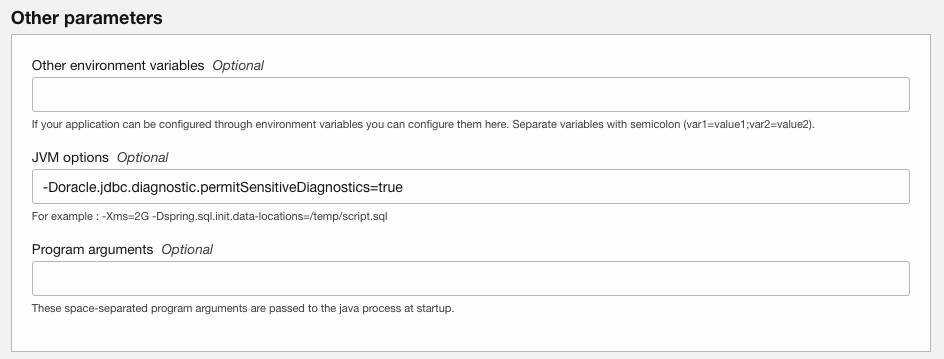 Other parameters
Other environment variables Optional
If your application can be configured through environment variables you can configure them here. Separate variables with semicolon (var1=value1;var2=value2).
JVM options Optional
-Doracle.jdbc.diagnostic.permitSensitiveDiagnostics=true
For example : -Xms=2G -Dspring.sql.init.data-locations=/temp/script.sql
Program arguments Optional
These space-separated program arguments are passed to the java process at startup.